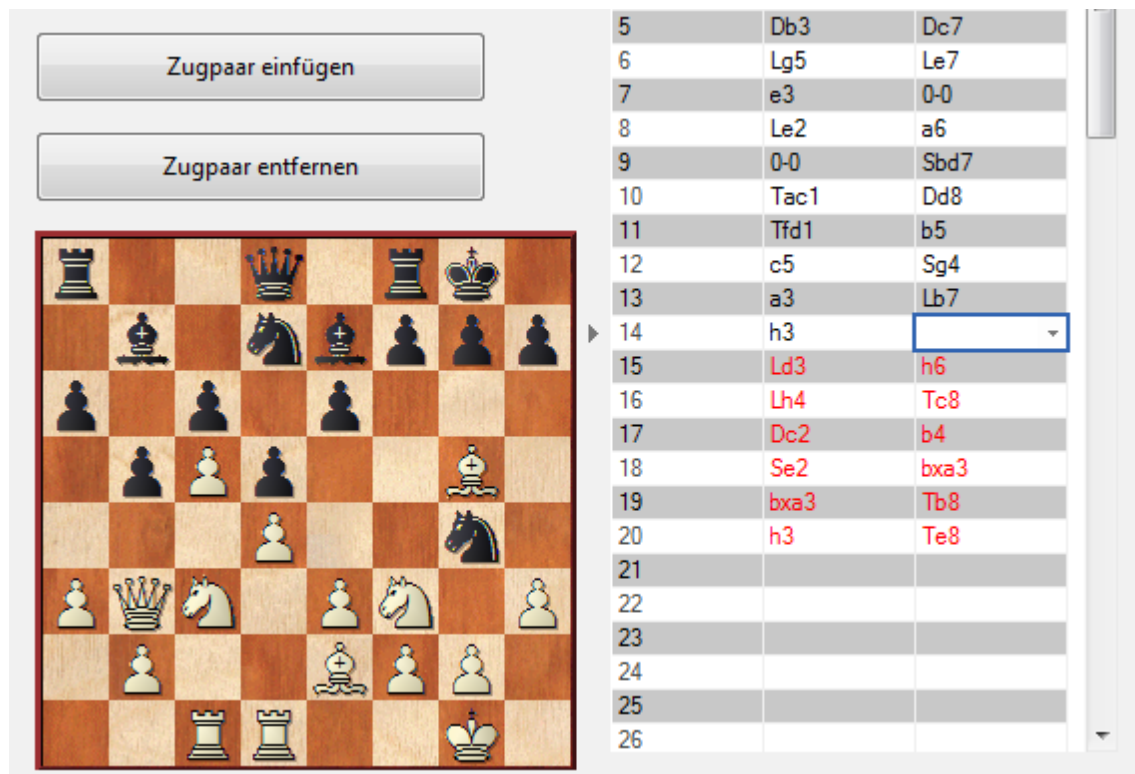 Zugpaar einfügen
Zugpaar entfernen
5 Db3 Dc7
6 Lg5 Le7
7 e3 0-0
8 Le2 a6
9 0-0 Sbd7
10 Tac1 Dd8
11 Tfd1 b5
12 c5 Sg4
13 a3 Lb7
14 h3
15 Ld3 h6
16 Lh4 Tc8
17 Dc2 b4
18 Se2 bxa3
19 bxa3 Tb8
20 h3 Te8
21
22
23
24
25
26